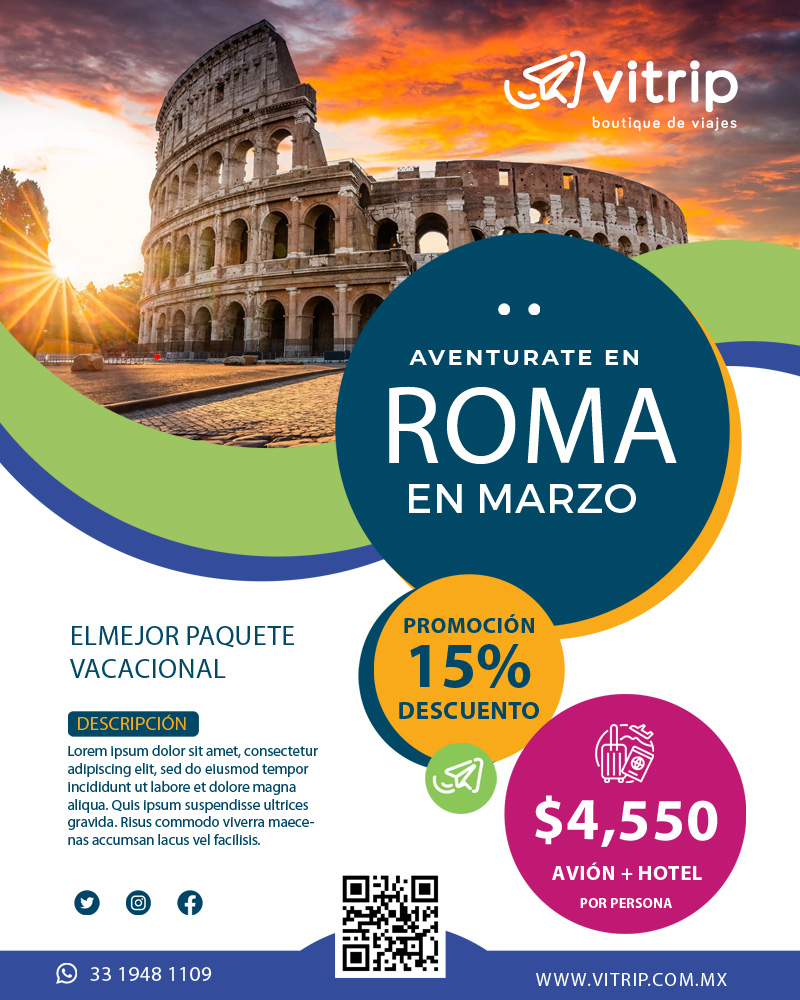 vitrip
boutique de viajes
AVENTURATE EN
ROMA
EN MARZO
PROMOCIÓN
15%
DESCUENTO
ELMEJOR PAQUETE
VACACIONAL
DESCRIPCIÓN
Lorem ipsum dolor sit amet, consectetur
adipiscing elit, sed do eiusmod tempor
incididunt ut labore et dolore magna
aliqua. Quis ipsum suspendisse ultrices
gravida. Risus commodo viverra maece-
nas accumsan lacus vel facilisis.
$4,550
AVIÓN + HOTEL
POR PERSONA
33 1948 1109
WWW.VITRIP.COM.MX